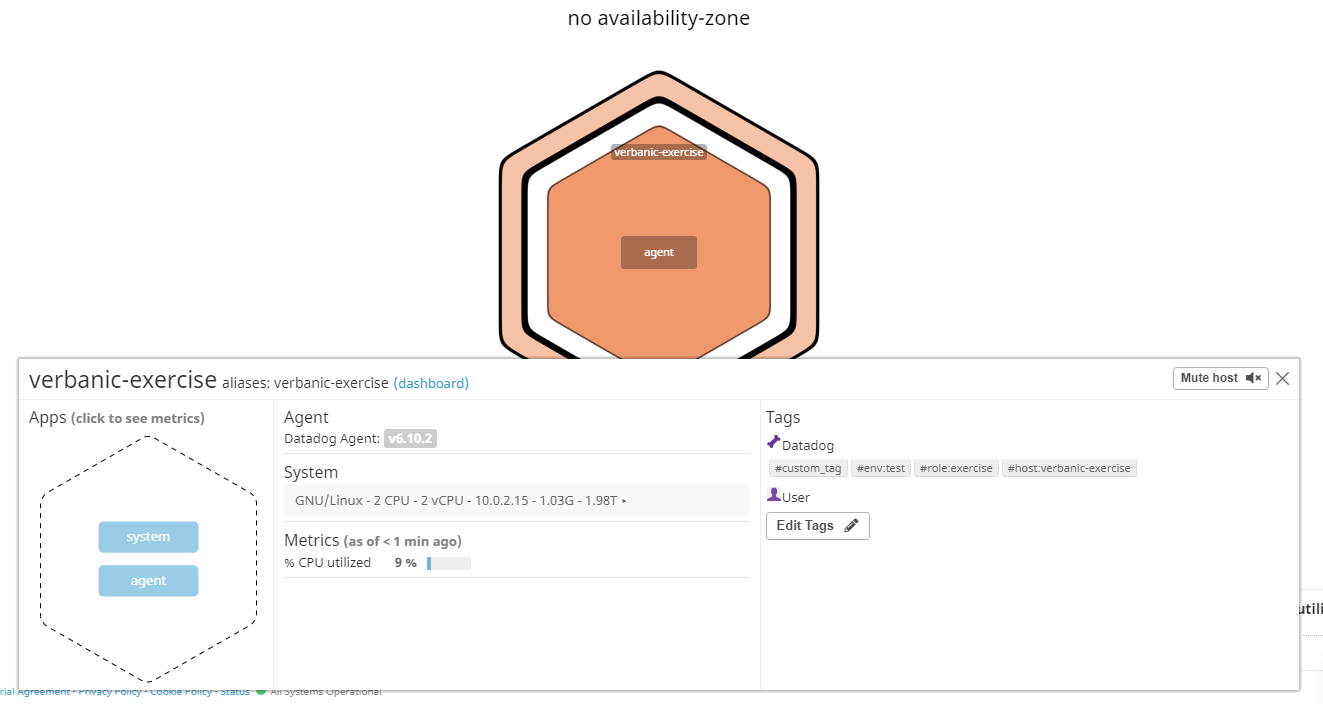 no availability-zone
verbanic-exercise
agent
verbanic-exercise aliases: verbanic-exercise (dashboard)
Mute host
Apps (click to see metrics)
system
agent
Agent
Datadog Agent: v6.10.2
System
GNU/Linux - 2 CPU - 2 vCPU - 10.0.2.15 - 1.03G - 1.98T ▸
Metrics (as of < 1 min ago)
% CPU utilized 9 %
Tags
Datadog
#custom_tag #env:test #role:exercise #host:verbanic-exercise
User
Edit Tags
utili
rial Agreement - Privacy Policy - Cookie Policy - Status All Systems Operational